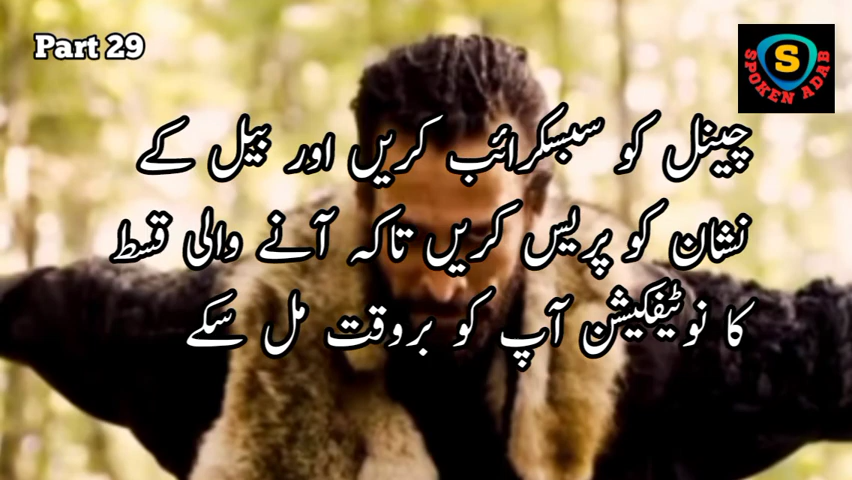 Part 29
S
SPOKEN ADAB
چینل کو سبسکرائب کریں اور بیل کے
نشان کو پریس کریں تاکہ آنے والی قسط
کا نوٹیفکیشن آپ کو بروقت مل سکے